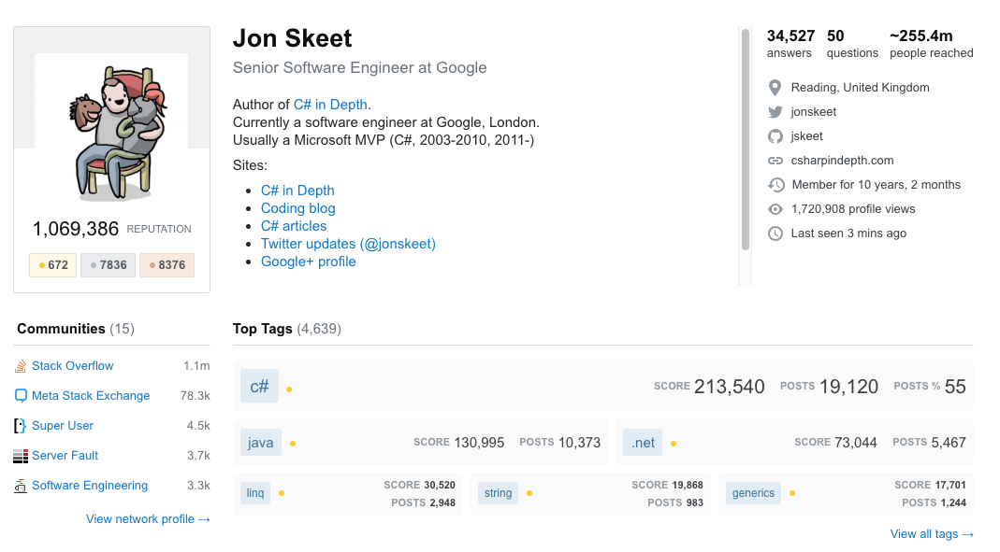 Jon Skeet
Senior Software Engineer at Google
Author of C# in Depth.
Currently a software engineer at Google, London.
Usually a Microsoft MVP (C#, 2003-2010, 2011-)
Sites:
C# in Depth
Coding blog
C# articles
Twitter updates (@jonskeet)
Google+ profile
1,069,386 REPUTATION
672 7836 8376
34,527 50 ~255.4m
answers questions people reached
Reading, United Kingdom
jonskeet
jskeet
csharpindepth.com
Member for 10 years, 2 months
1,720,908 profile views
Last seen 3 mins ago
Communities (15)
Stack Overflow 1.1m
Meta Stack Exchange 78.3k
Super User 4.5k
Server Fault 3.7k
Software Engineering 3.3k
View network profile →
Top Tags (4,639)
c# SCORE 213,540 POSTS 19,120 POSTS % 55
java SCORE 130,995 POSTS 10,373
.net SCORE 73,044 POSTS 5,467
linq SCORE 30,520
POSTS 2,948
string SCORE 19,868
POSTS 983
generics SCORE 17,701
POSTS 1,244
View all tags →